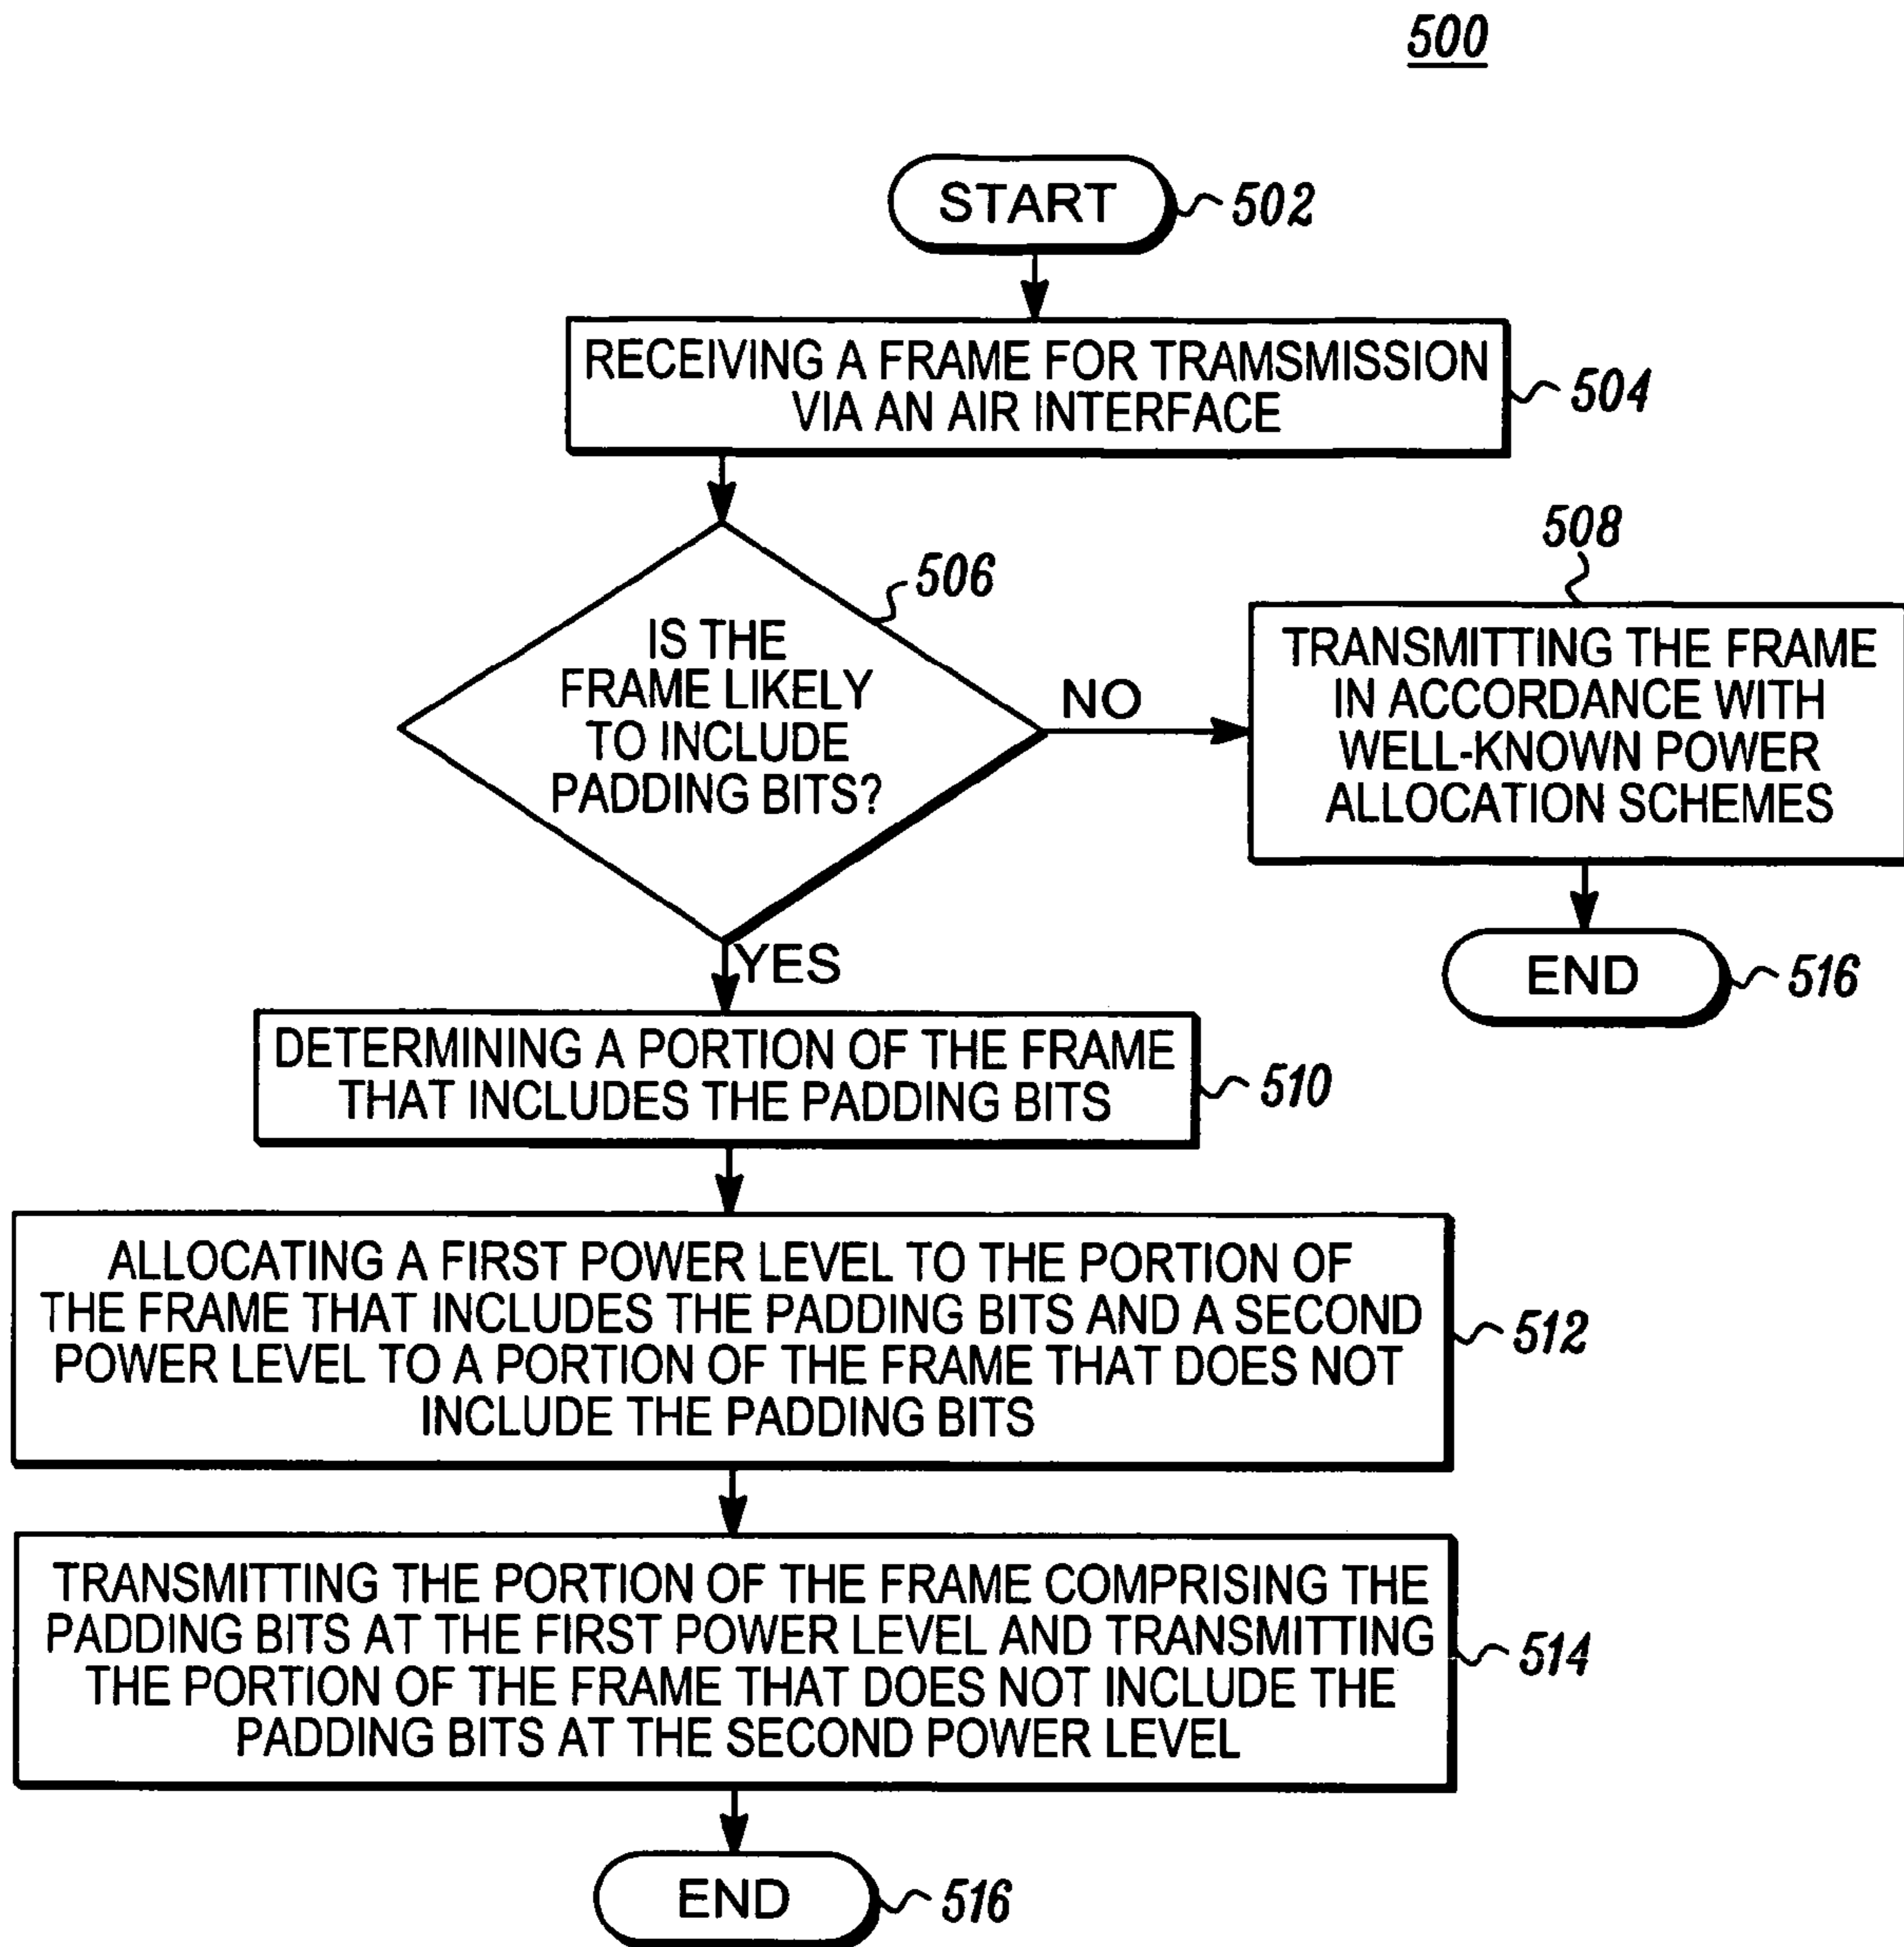 500
START
502
RECEIVING A FRAME FOR TRAMSMISSION
VIA AN AIR INTERFACE
504
506
IS THE
FRAME LIKELY
TO INCLUDE
PADDING BITS?
NO
508
TRANSMITTING THE FRAME
IN ACCORDANCE WITH
WELL-KNOWN POWER
ALLOCATION SCHEMES
END
516
YES
DETERMINING A PORTION OF THE FRAME
THAT INCLUDES THE PADDING BITS
510
ALLOCATING A FIRST POWER LEVEL TO THE PORTION OF
THE FRAME THAT INCLUDES THE PADDING BITS AND A SECOND
POWER LEVEL TO A PORTION OF THE FRAME THAT DOES NOT
INCLUDE THE PADDING BITS
512
TRANSMITTING THE PORTION OF THE FRAME COMPRISING THE
PADDING BITS AT THE FIRST POWER LEVEL AND TRANSMITTING
THE PORTION OF THE FRAME THAT DOES NOT INCLUDE THE
PADDING BITS AT THE SECOND POWER LEVEL
514
END
516